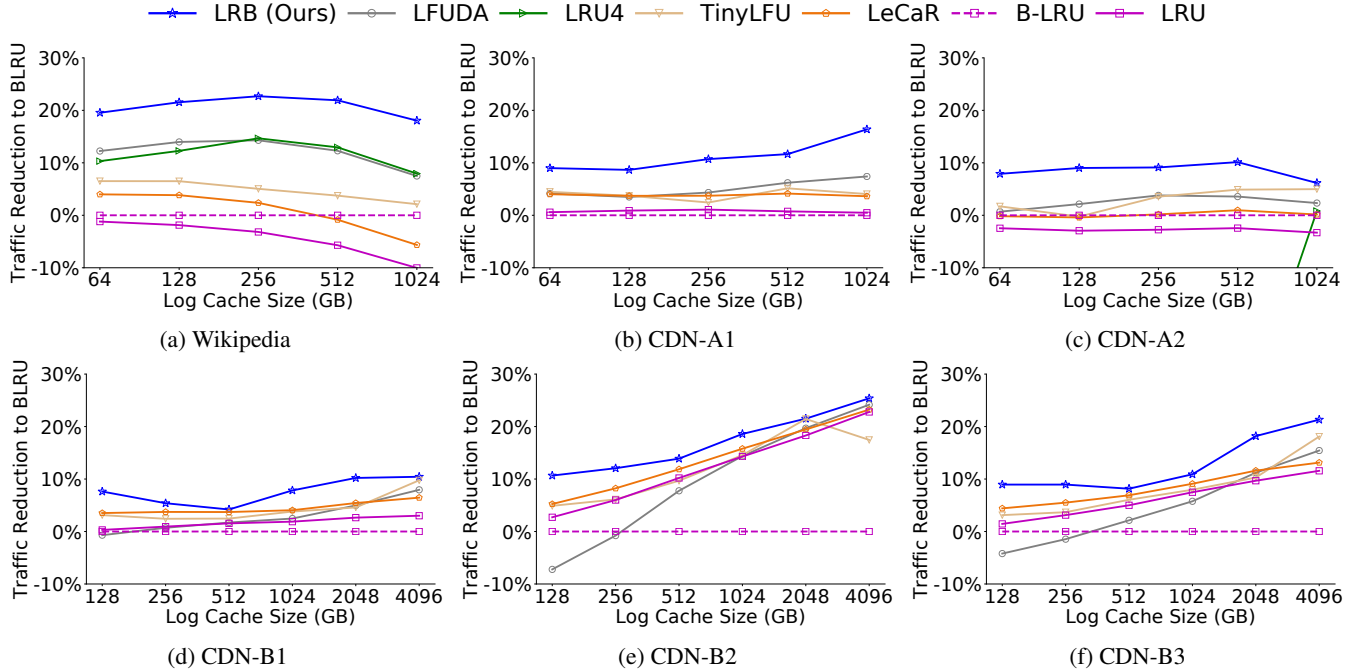 LRB (Ours) LFUDA LRU4 TinyLFU LeCaR B-LRU LRU
Traffic Reduction to BLRU
30%
20%
10%
0%
-10%
64 128 256 512 1024
Log Cache Size (GB)
(a) Wikipedia
Traffic Reduction to BLRU
30%
20%
10%
0%
-10%
64 128 256 512 1024
Log Cache Size (GB)
(b) CDN-A1
Traffic Reduction to BLRU
30%
20%
10%
0%
-10%
64 128 256 512 1024
Log Cache Size (GB)
(c) CDN-A2
Traffic Reduction to BLRU
30%
20%
10%
0%
-10%
128 256 512 1024 2048 4096
Log Cache Size (GB)
(d) CDN-B1
Traffic Reduction to BLRU
30%
20%
10%
0%
-10%
128 256 512 1024 2048 4096
Log Cache Size (GB)
(e) CDN-B2
Traffic Reduction to BLRU
30%
20%
10%
0%
-10%
128 256 512 1024 2048 4096
Log Cache Size (GB)
(f) CDN-B3